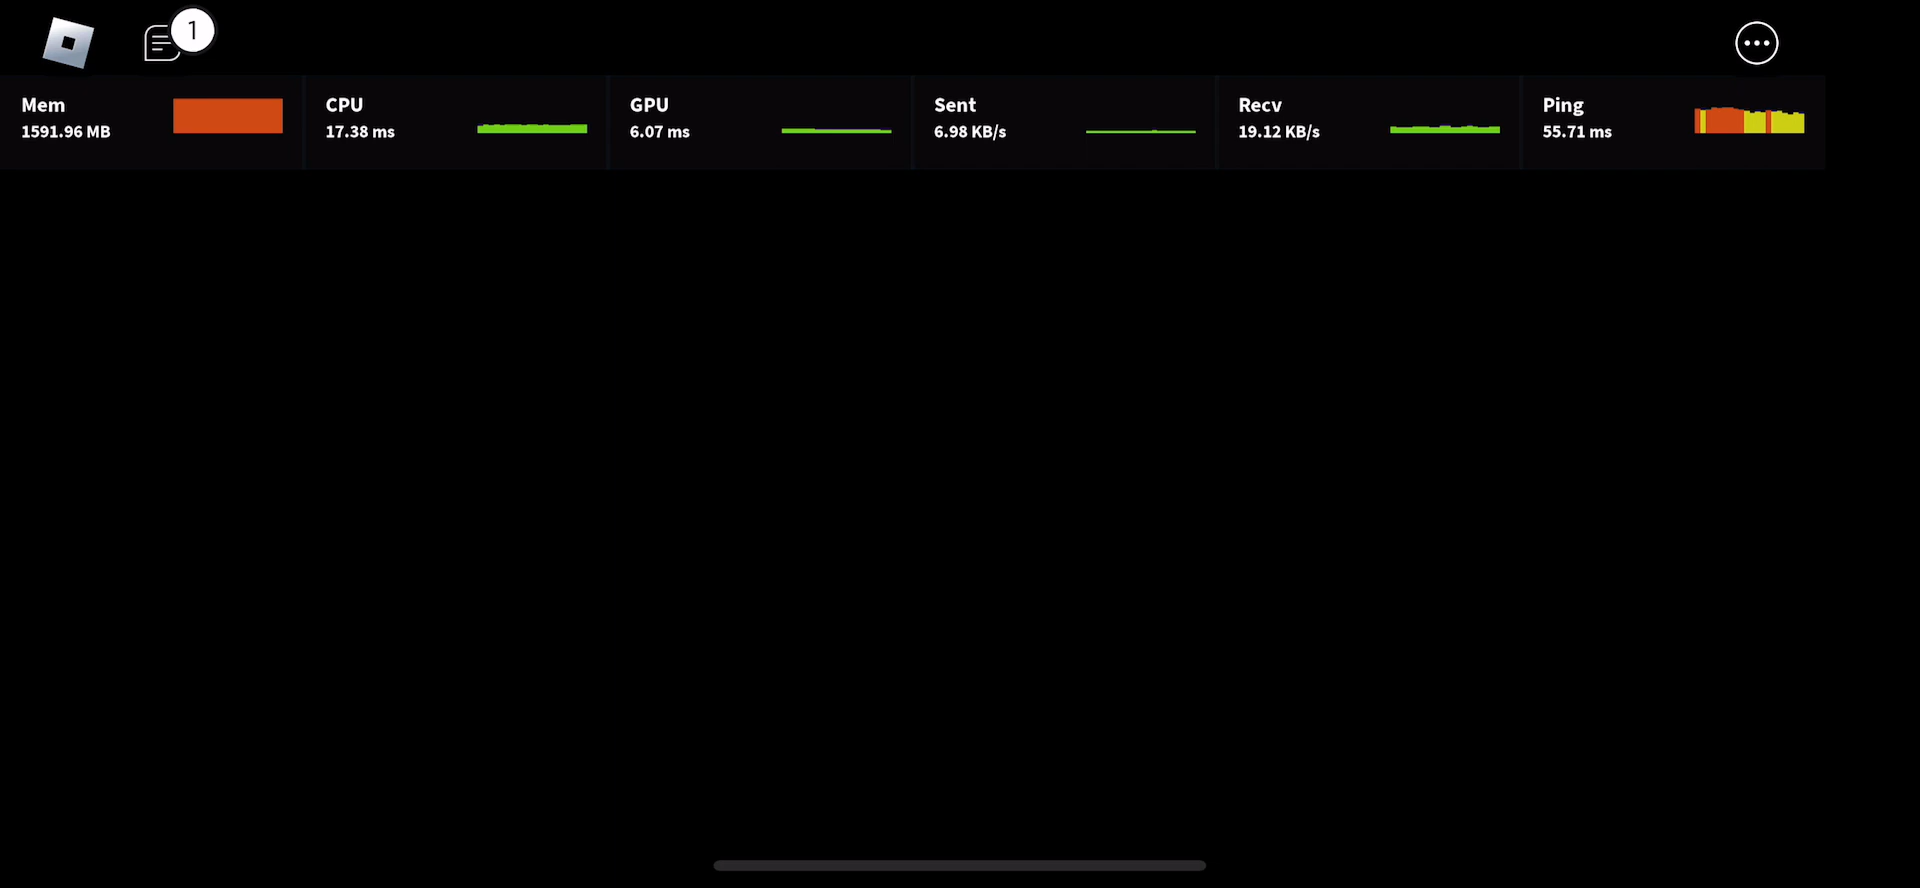 1
Mem
1591.96 MB
CPU
17.38 ms
GPU
6.07 ms
Sent
6.98 KB/s
Recv
19.12 KB/s
Ping
55.71 ms